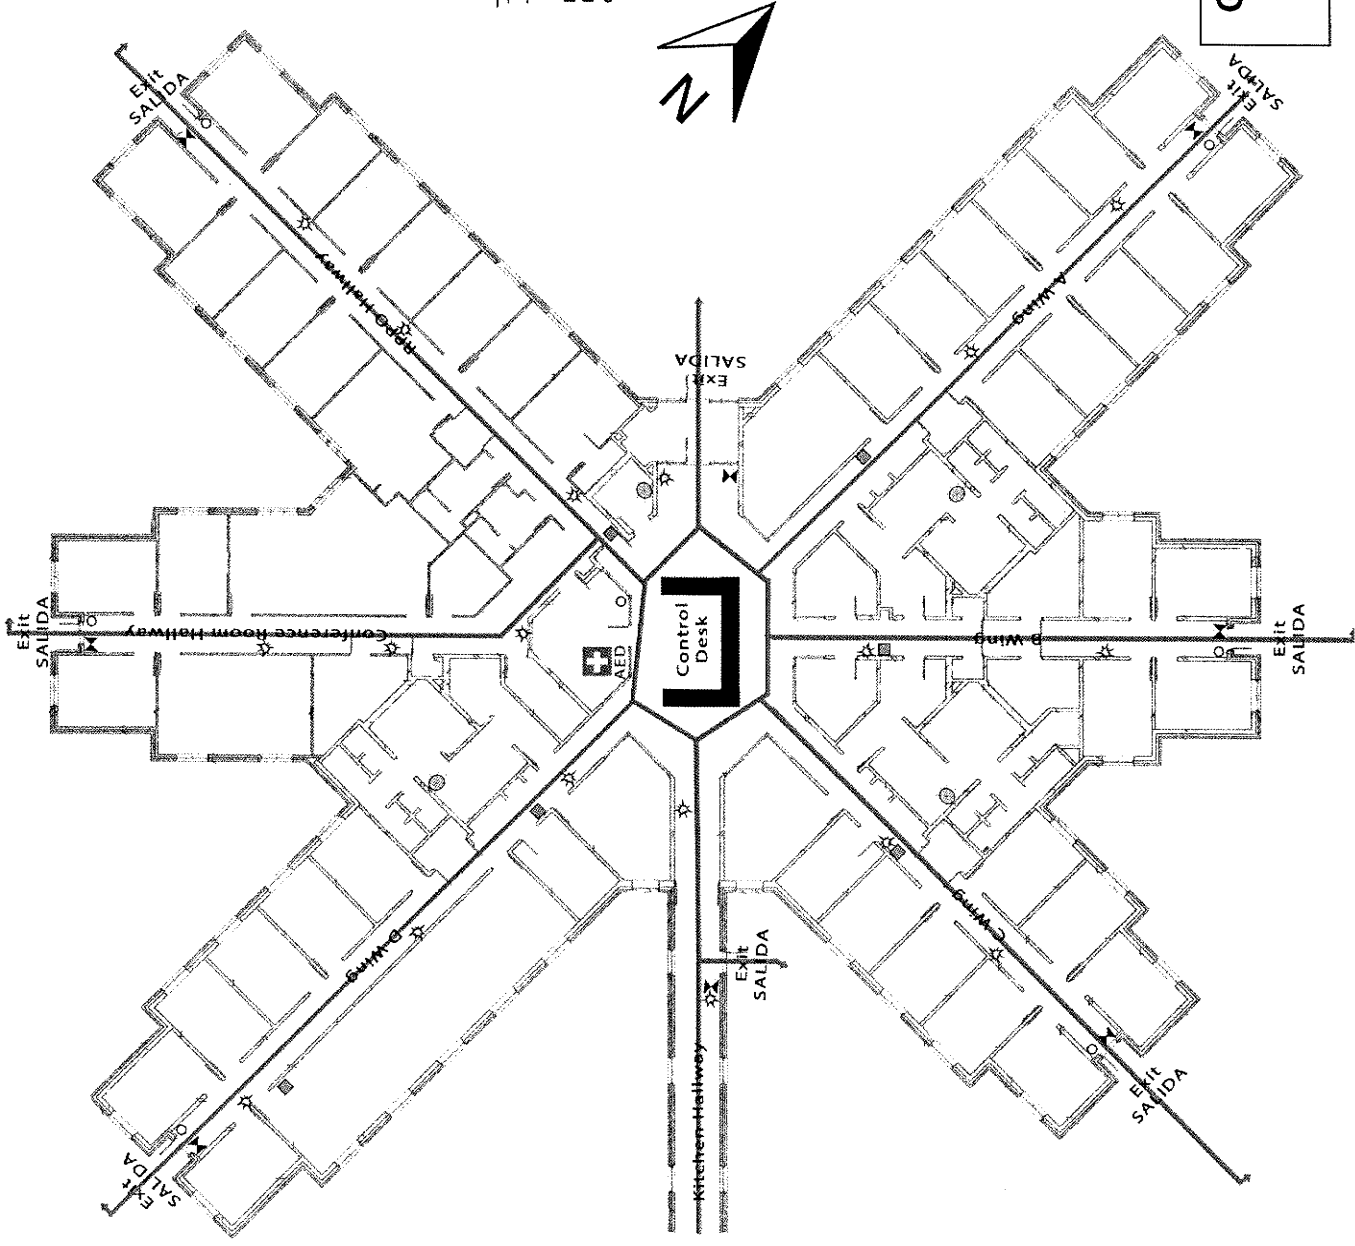 N
Exit
SALIDA
RPPO Hallway
Exit
SALIDA
A Wing
Exit
SALIDA
Exit
SALIDA
Conference Room Hallway
AED
Control
Desk
B Wing
Exit
SALIDA
D Wing
C Wing
Exit
SALIDA
Kitchen Hallway
Exit
SALIDA
Exit
SALIDA